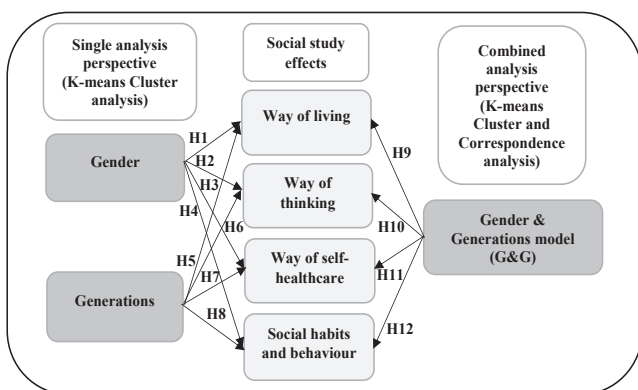 Single analysis
perspective
(K-means Cluster
analysis)
Social study
effects
Combined
analysis
perspective
(K-means
Cluster and
Correspondence
analysis)
Gender
Generations
H1
H2
H3
H4
H5
H6
H7
H8
Way of living
Way of
thinking
Way of self-
healthcare
Social habits
and behaviour
H9
H10
H11
H12
Gender &
Generations model
(G&G)